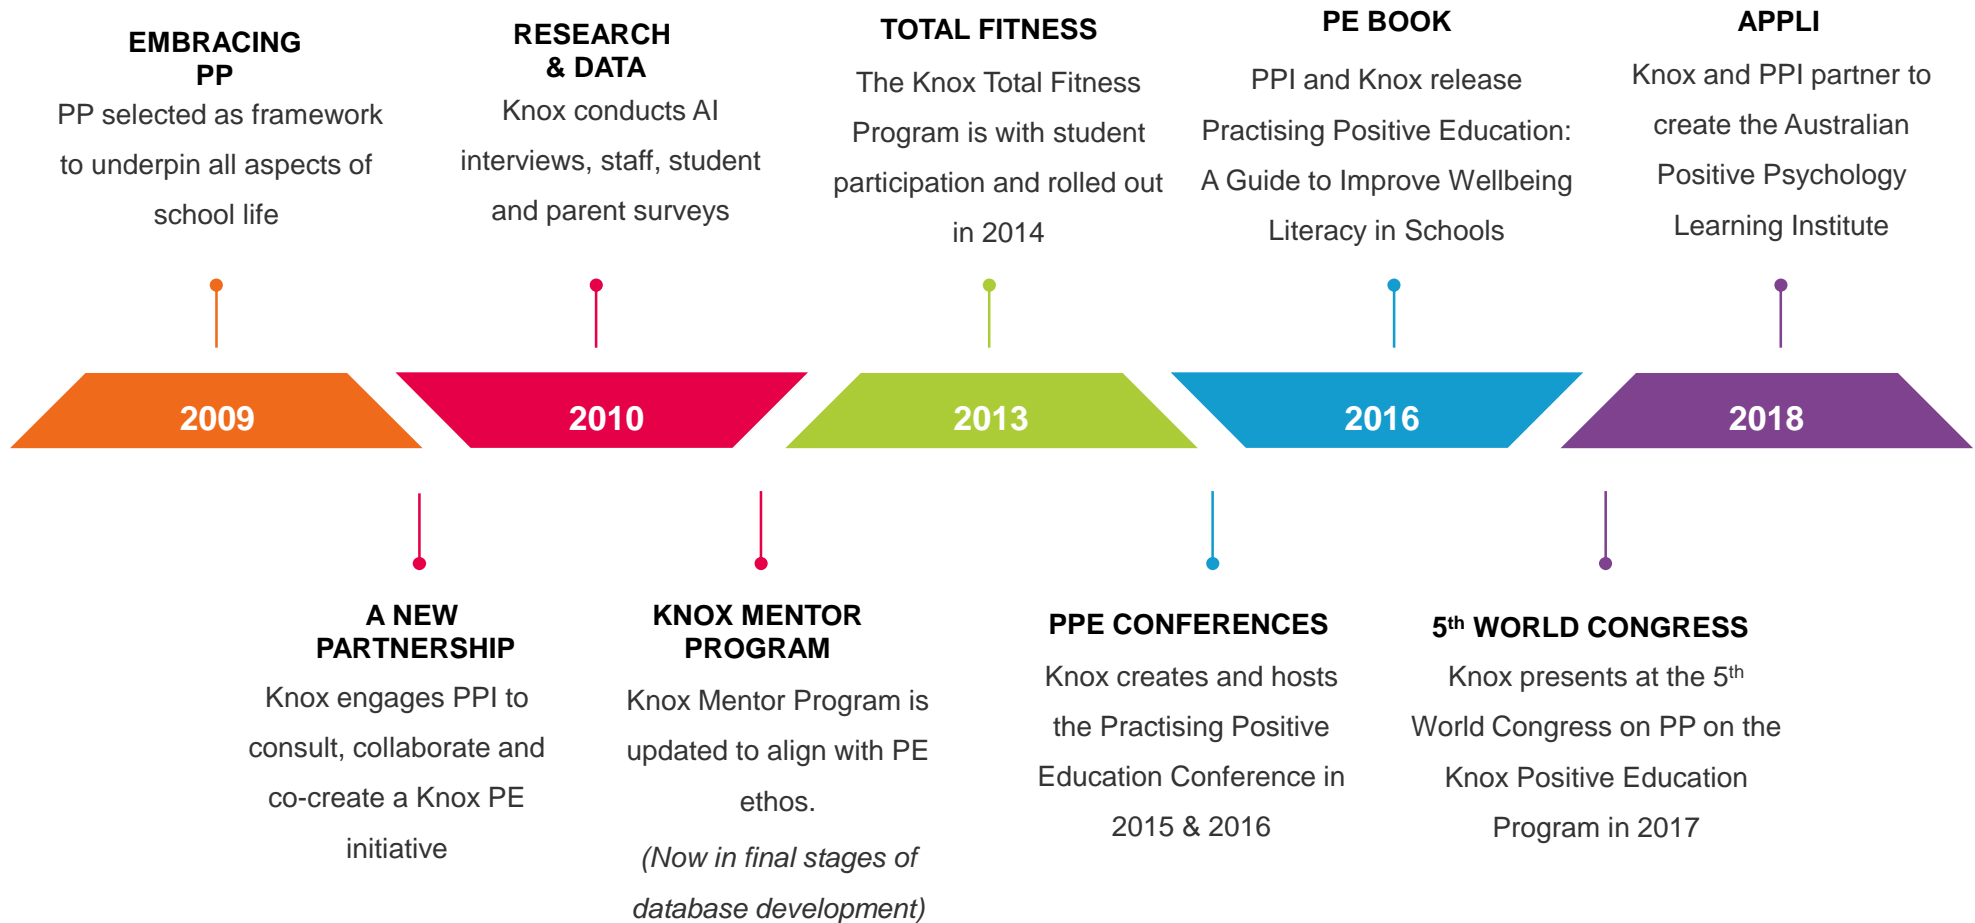 EMBRACING
PP
PP selected as framework
to underpin all aspects of
school life
RESEARCH
& DATA
Knox conducts AI
interviews, staff, student
and parent surveys
TOTAL FITNESS
The Knox Total Fitness
Program is with student
participation and rolled out
in 2014
PE BOOK
PPI and Knox release
Practising Positive Education:
A Guide to Improve Wellbeing
Literacy in Schools
APPLI
Knox and PPI partner to
create the Australian
Positive Psychology
Learning Institute
2009
2010
2013
2016
2018
A NEW
PARTNERSHIP
Knox engages PPI to
consult, collaborate and
co-create a Knox PE
initiative
KNOX MENTOR
PROGRAM
Knox Mentor Program is
updated to align with PE
ethos.
(Now in final stages of
database development)
PPE CONFERENCES
Knox creates and hosts
the Practising Positive
Education Conference in
2015 & 2016
5th WORLD CONGRESS
Knox presents at the 5th
World Congress on PP on the
Knox Positive Education
Program in 2017